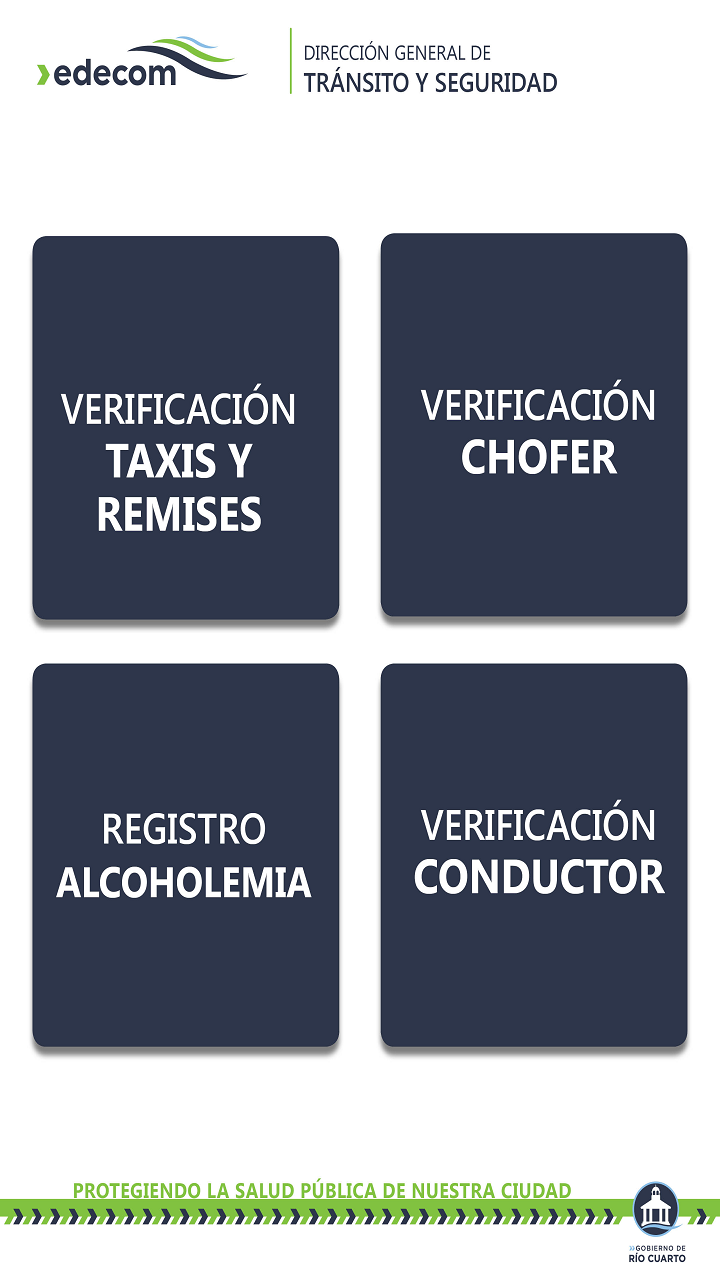 edecom
DIRECCIÓN GENERAL DE
TRÁNSITO Y SEGURIDAD
VERIFICACIÓN
TAXIS Y
REMISES
VERIFICACIÓN
CHOFER
REGISTRO
ALCOHOLEMIA
VERIFICACIÓN
CONDUCTOR
PROTEGIENDO LA SALUD PÚBLICA DE NUESTRA CIUDAD
GOBIERNO DE
RÍO CUARTO